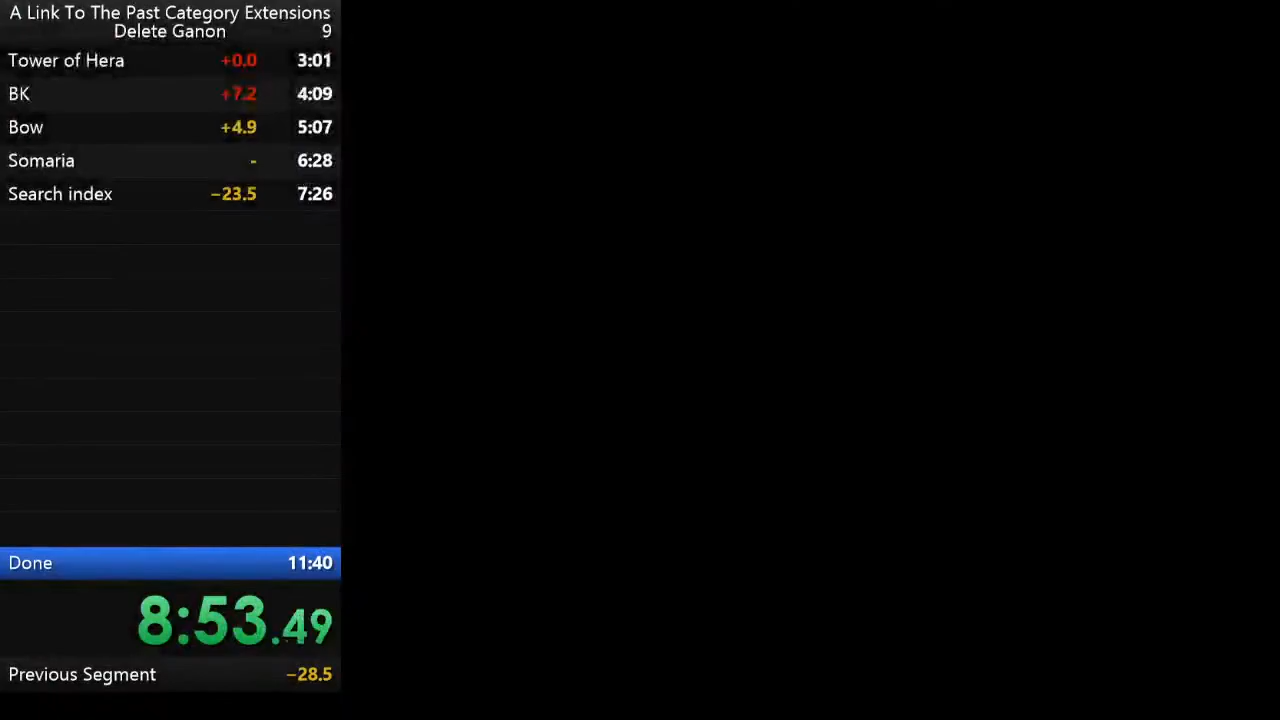 A Link To The Past Category Extensions
Delete Ganon 9
Tower of Hera +0.0 3:01
BK +7.2 4:09
Bow +4.9 5:07
Somaria - 6:28
Search index −23.5 7:26
Done 11:40
8:53.49
Previous Segment −28.5